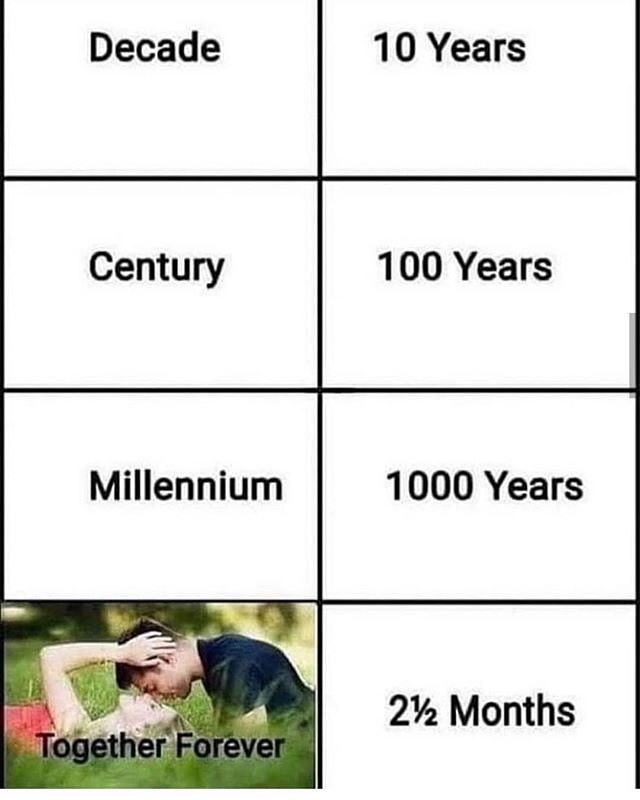 Decade
10 Years
Century
100 Years
Millennium
1000 Years
Together Forever
2½ Months